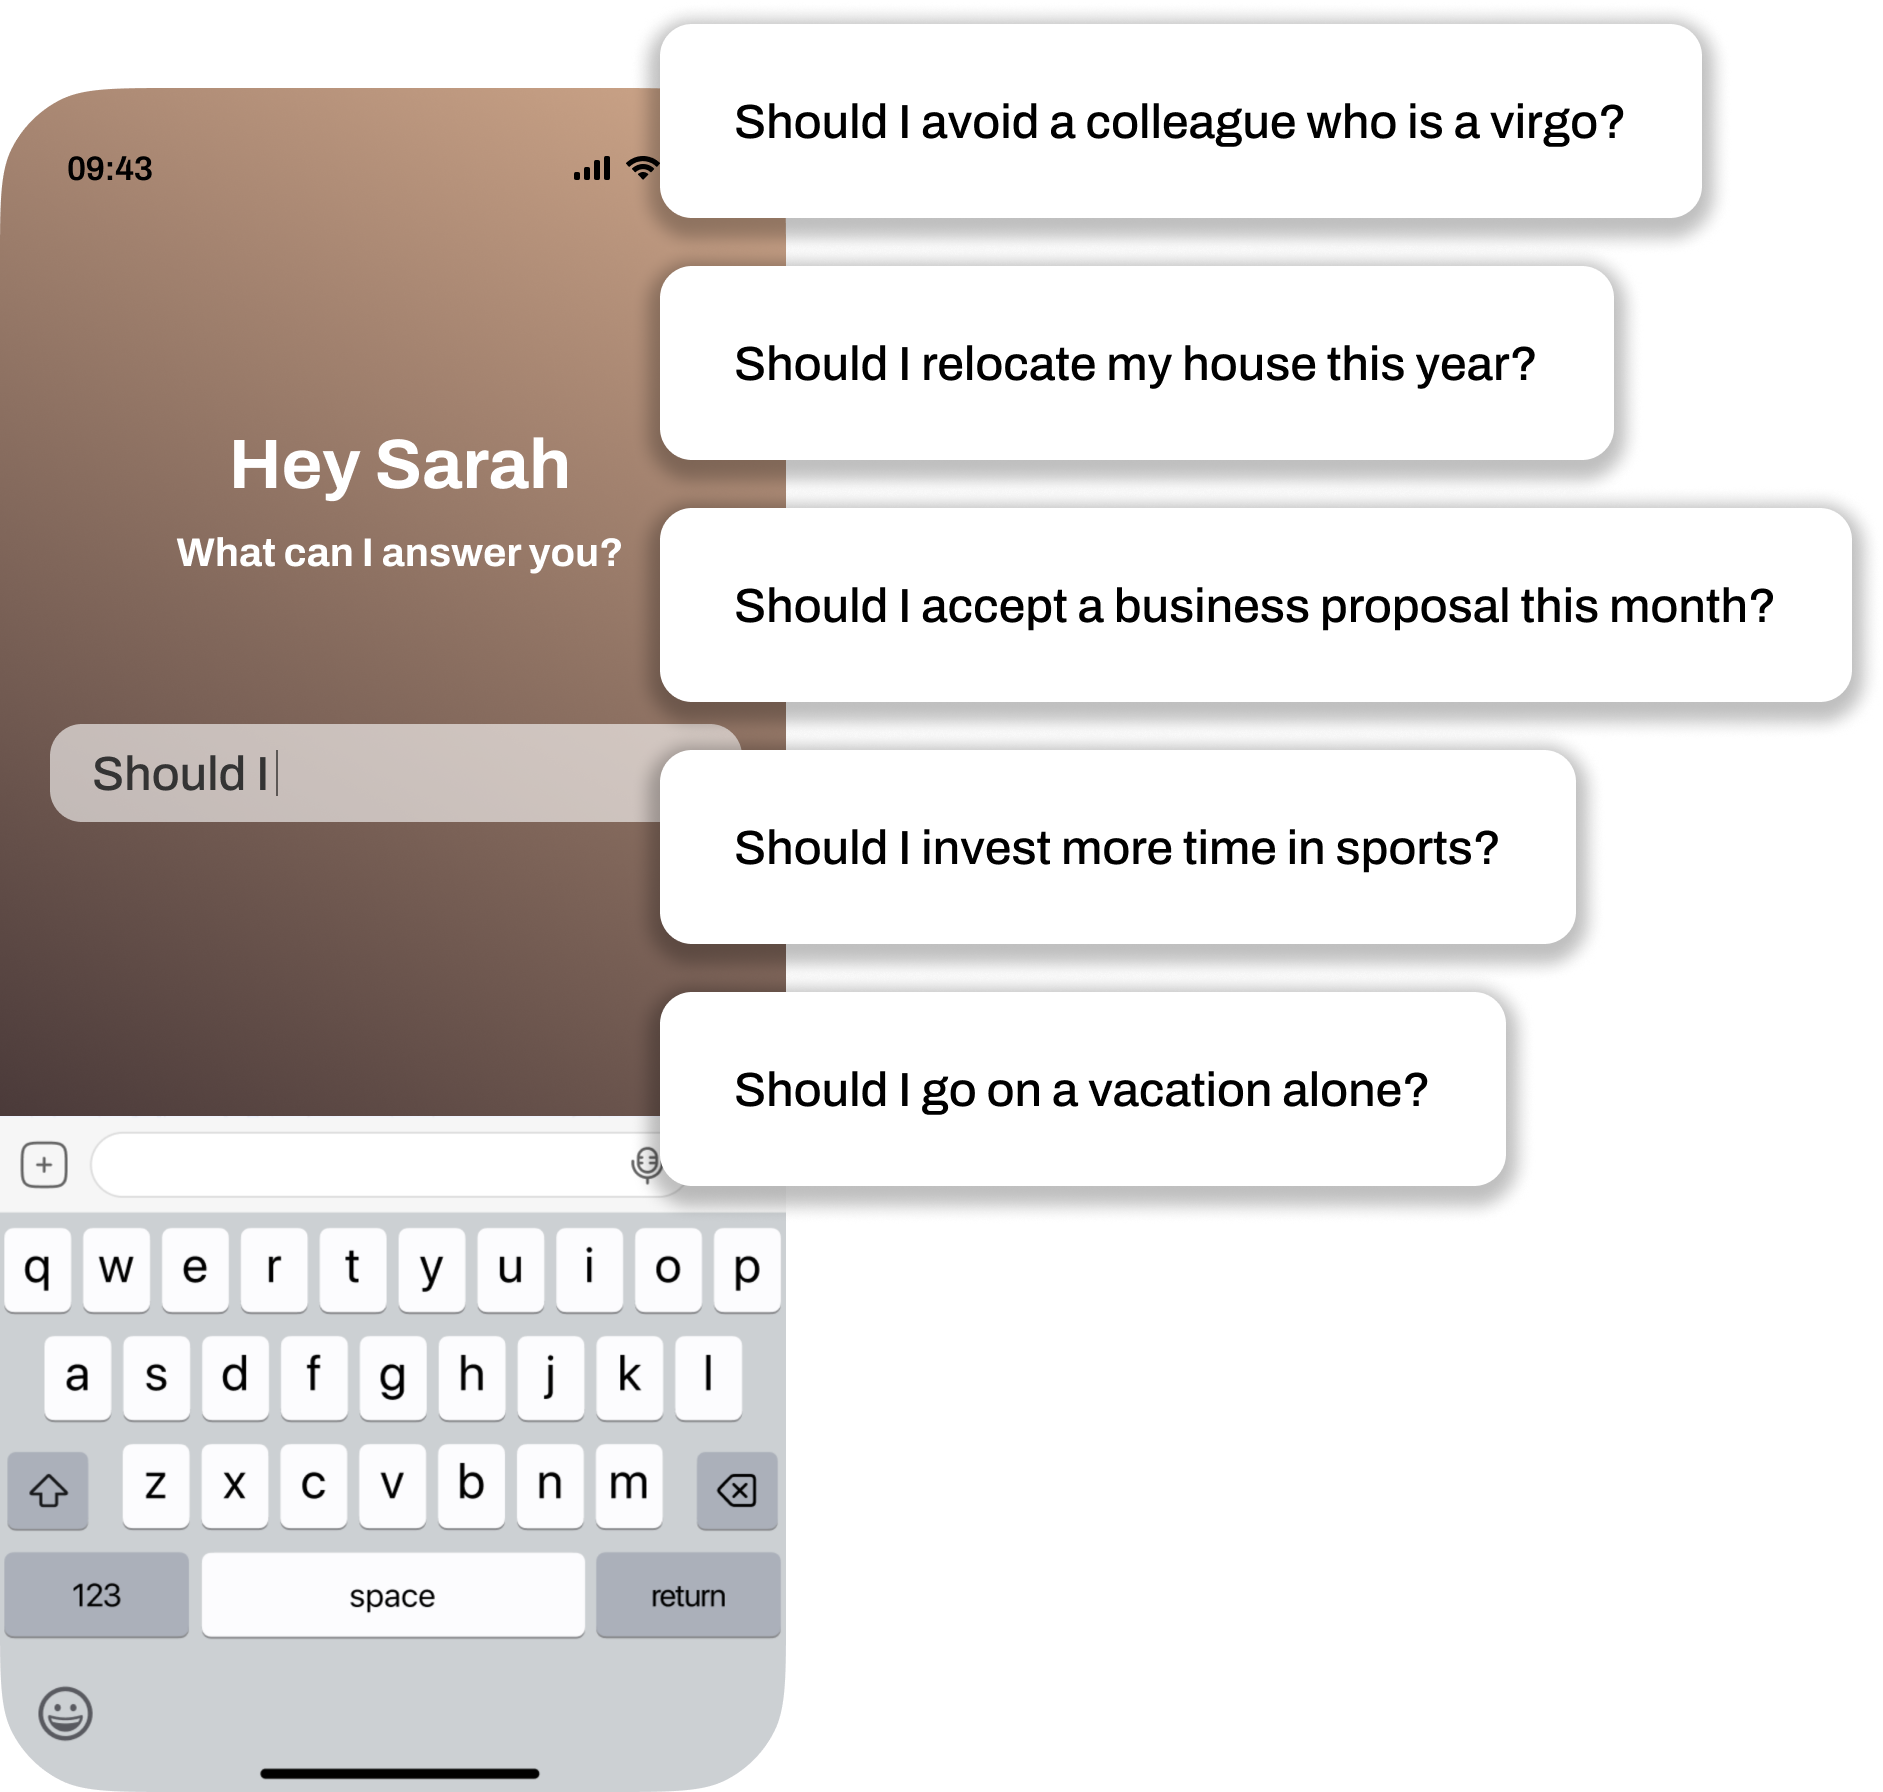 09:43
Hey Sarah
What can I answer you?
Should I
Should I avoid a colleague who is a virgo?
Should I relocate my house this year?
Should I accept a business proposal this month?
Should I invest more time in sports?
Should I go on a vacation alone?
q w e r t y u i o p
a s d f g h j k l
z x c v b n m
123 space return